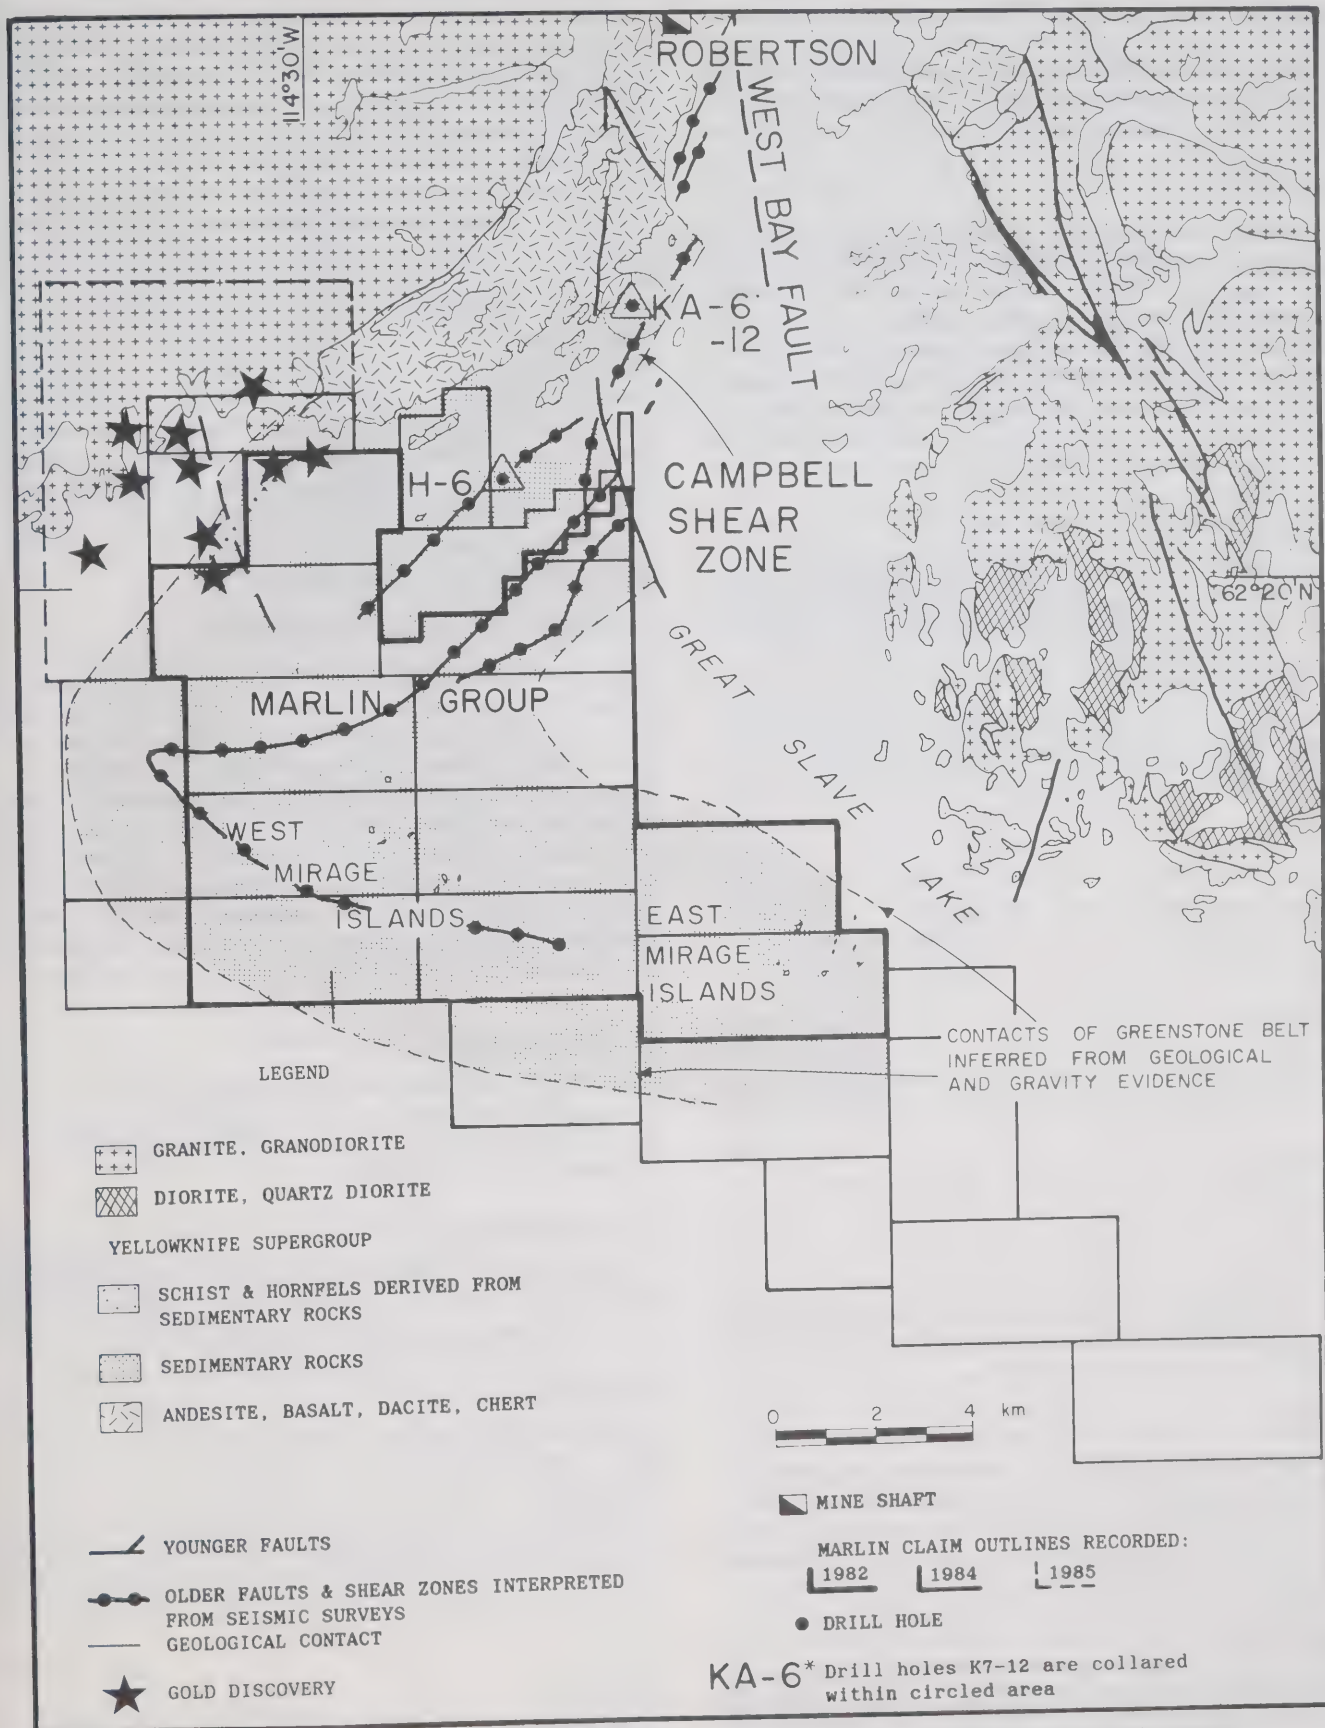 114°30'W
ROBERTSON
WEST BAY FAULT
KA-6
-12
H-6
CAMPBELL
SHEAR
ZONE
62°20'N
GREAT
SLAVE
LAKE
MARLIN GROUP
WEST
MIRAGE
ISLANDS
EAST
MIRAGE
ISLANDS
CONTACTS OF GREENSTONE BELT
INFERRED FROM GEOLOGICAL
AND GRAVITY EVIDENCE
LEGEND
GRANITE, GRANODIORITE
DIORITE, QUARTZ DIORITE
YELLOWKNIFE SUPERGROUP
SCHIST & HORNFELS DERIVED FROM
SEDIMENTARY ROCKS
SEDIMENTARY ROCKS
ANDESITE, BASALT, DACITE, CHERT
YOUNGER FAULTS
OLDER FAULTS & SHEAR ZONES INTERPRETED
FROM SEISMIC SURVEYS
GEOLOGICAL CONTACT
GOLD DISCOVERY
0 2 4 km
MINE SHAFT
MARLIN CLAIM OUTLINES RECORDED:
1982 1984 1985
DRILL HOLE
KA-6* Drill holes K7-12 are collared
within circled area